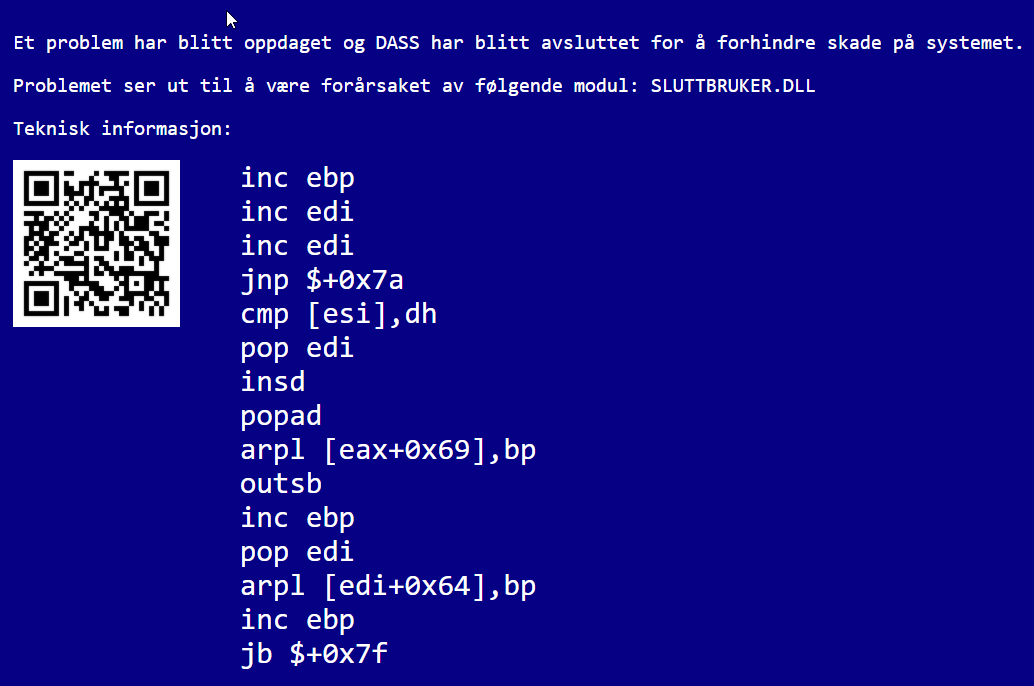 Et problem har blitt oppdaget og DASS har blitt avsluttet for å forhindre skade på systemet.
Problemet ser ut til å være forårsaket av følgende modul: SLUTTBRUKER.DLL
Teknisk informasjon:
inc ebp
inc edi
inc edi
jnp $+0x7a
cmp [esi],dh
pop edi
insd
popad
arpl [eax+0x69],bp
outsb
inc ebp
pop edi
arpl [edi+0x64],bp
inc ebp
jb $+0x7f